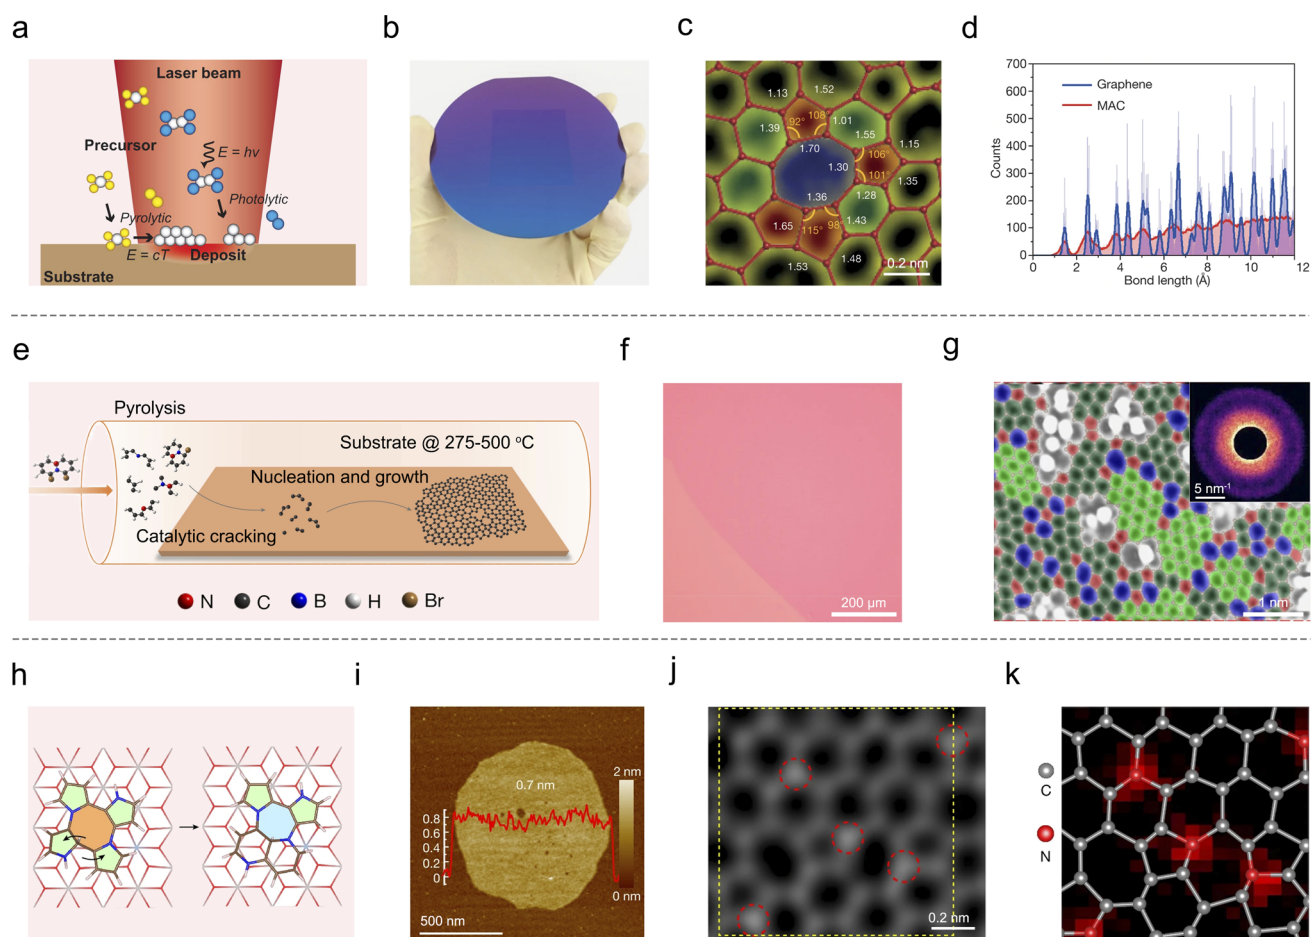 a
Laser beam
Precursor
E = hv
Photolytic
Pyrolytic
E = cT
Deposit
Substrate
b
c
1.13
1.52
1.39
92°
108°
1.01
1.55
1.15
1.70
106°
1.30
101°
1.35
1.36
1.28
1.65
115°
98°
1.43
1.53
1.48
0.2 nm
d
700
600
500
400
300
200
100
0
Counts
Graphene
MAC
0
2
4
6
8
10
12
Bond length (Å)
e
Pyrolysis
Substrate @ 275-500 °C
Nucleation and growth
Catalytic cracking
N
C
B
H
Br
f
200 µm
g
5 nm⁻¹
1 nm
h
i
0.7 nm
2 nm
0 nm
0.8
0.6
0.4
0.2
0
500 nm
j
0.2 nm
k
C
N